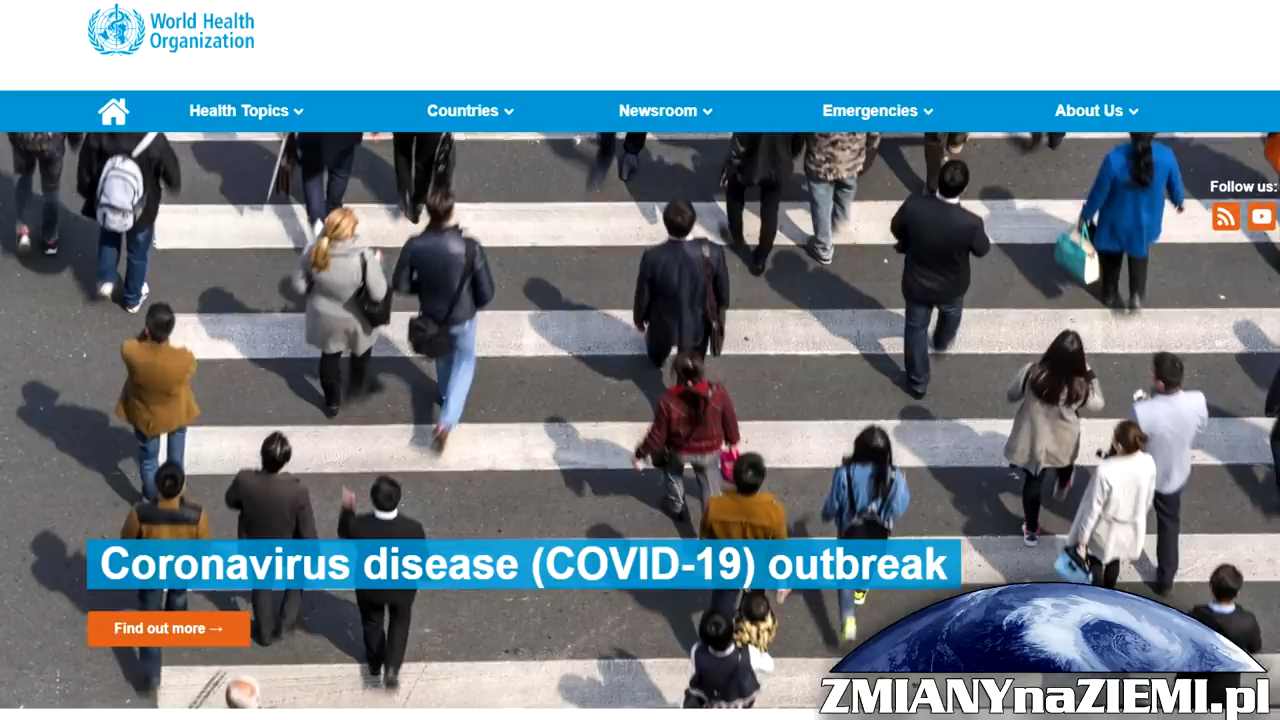 World Health
Organization
Health Topics
Countries
Newsroom
Emergencies
About Us
Follow us:
Coronavirus disease (COVID-19) outbreak
Find out more →
ZMIANYnaZIEMI.pl